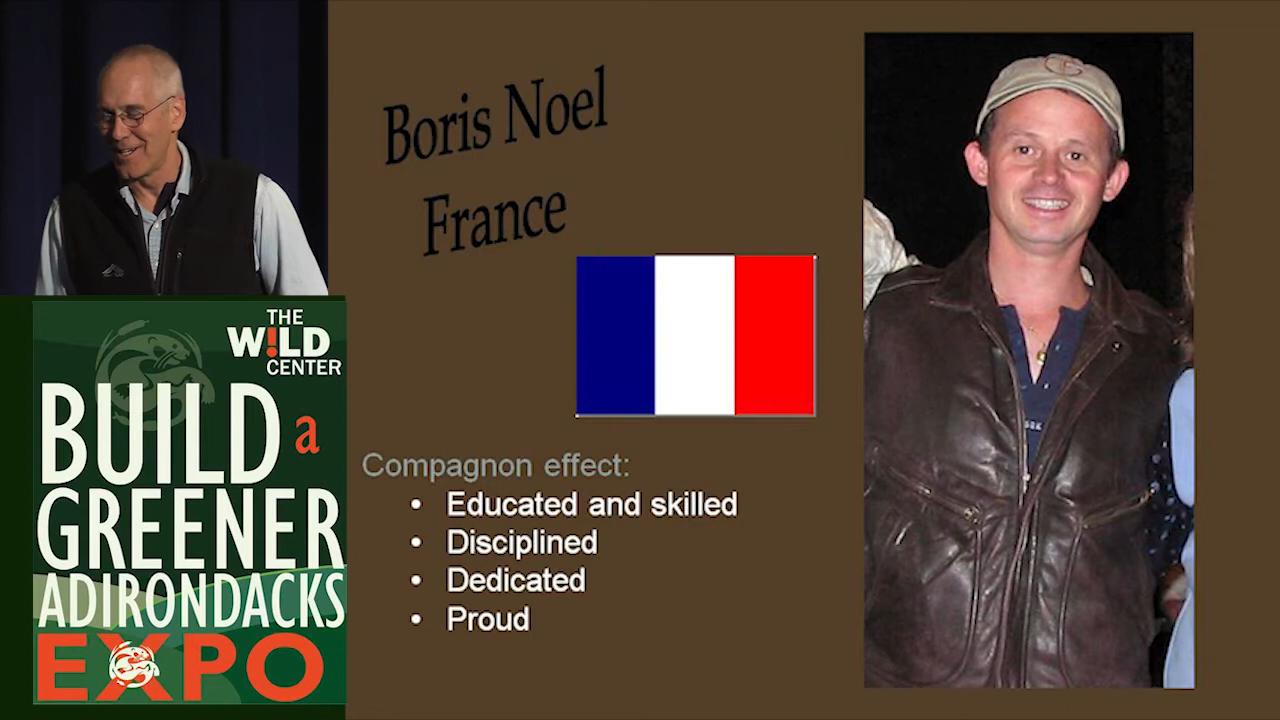 Boris Noel
France
Compagnon effect:
• Educated and skilled
• Disciplined
• Dedicated
• Proud
THE
W!LD
CENTER
BUILD a
GREENER
ADIRONDACKS
EXPO